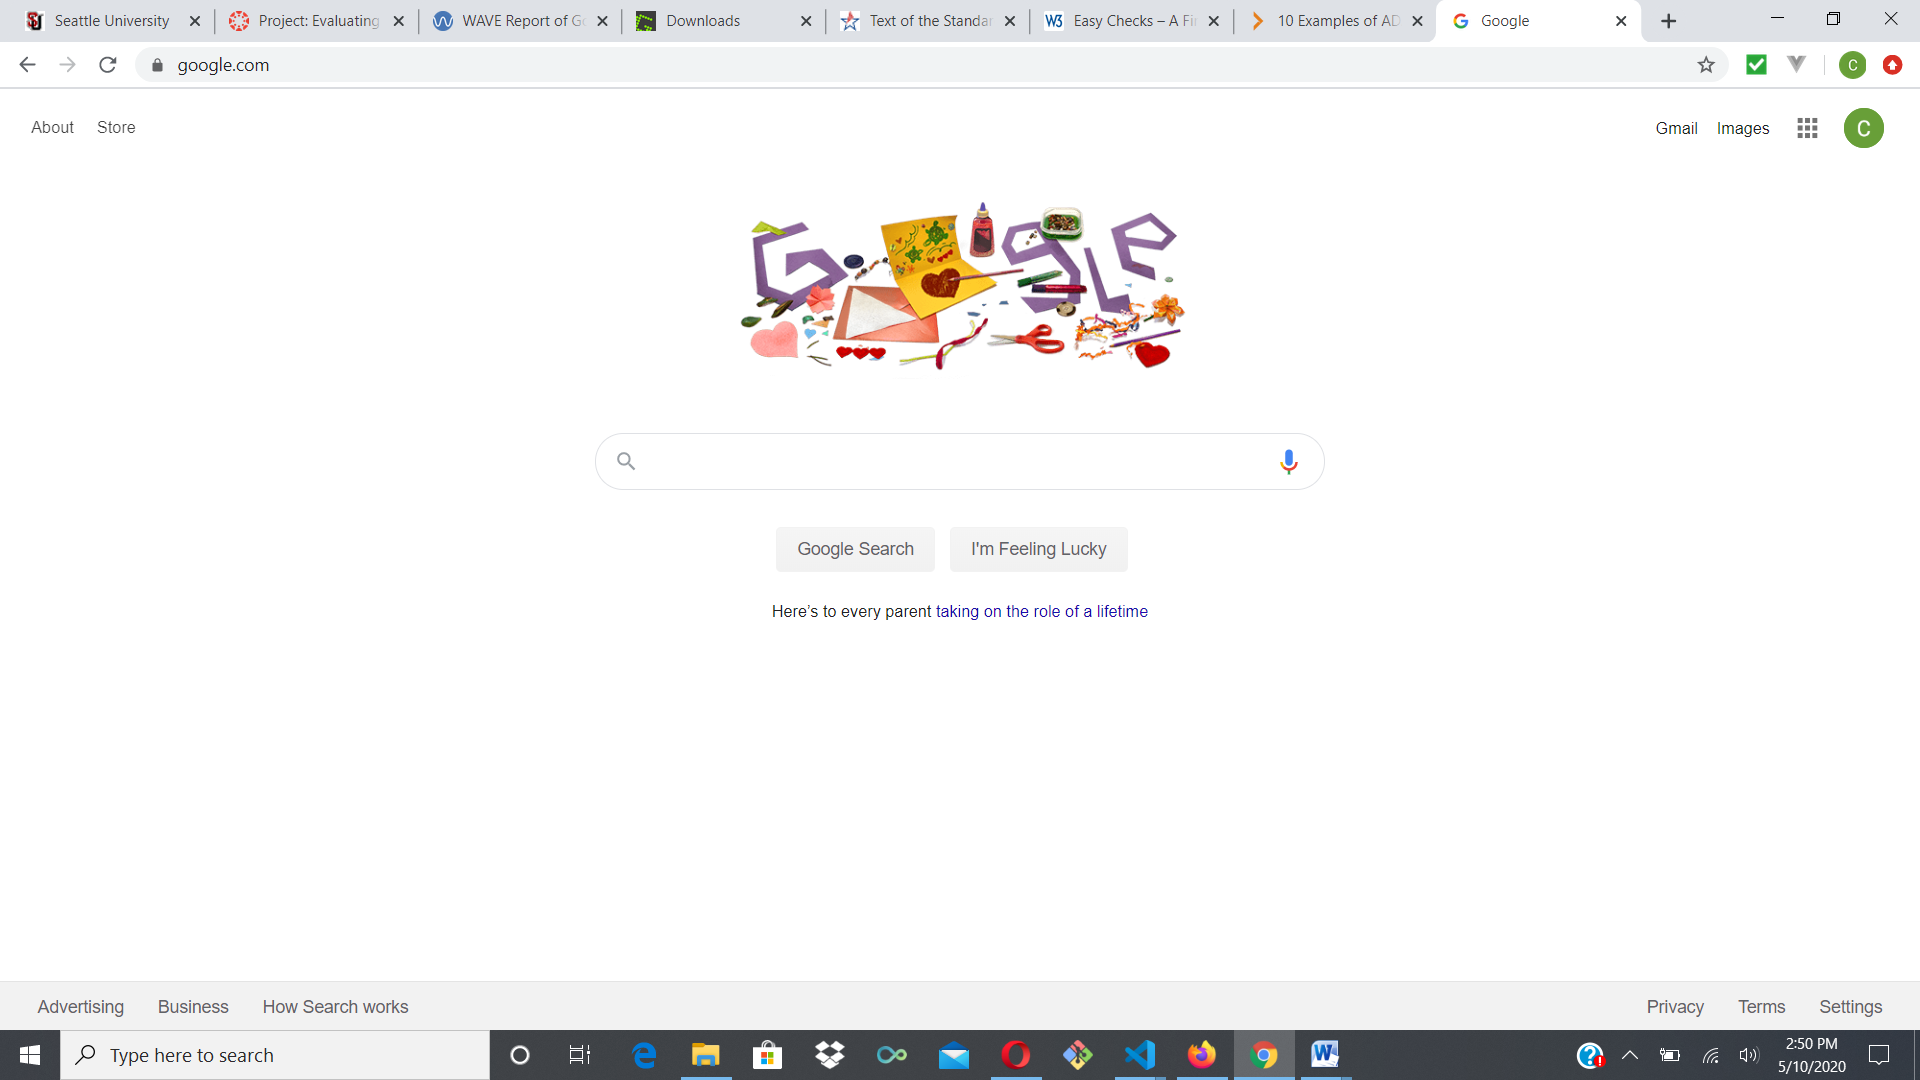 Seattle University
Project: Evaluating
WAVE Report of Go
Downloads
Text of the Standar
Easy Checks – A Fir
10 Examples of AD
Google
google.com
C
About Store
Gmail Images
C
Google
Google Search
I'm Feeling Lucky
Here’s to every parent taking on the role of a lifetime
Advertising Business How Search works
Privacy Terms Settings
Type here to search
2:50 PM
5/10/2020